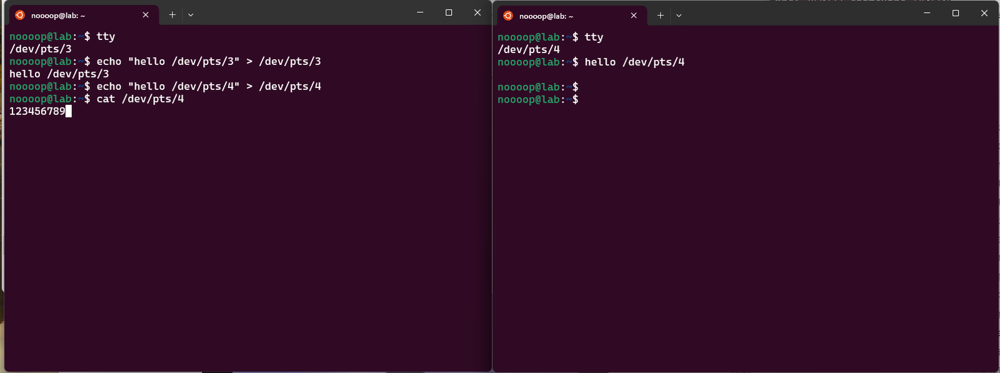 noooop@lab: ~
noooop@lab:~$ tty
/dev/pts/3
noooop@lab:~$ echo "hello /dev/pts/3" > /dev/pts/3
hello /dev/pts/3
noooop@lab:~$ echo "hello /dev/pts/4" > /dev/pts/4
noooop@lab:~$ cat /dev/pts/4
123456789
noooop@lab: ~
noooop@lab:~$ tty
/dev/pts/4
noooop@lab:~$ hello /dev/pts/4
noooop@lab:~$
noooop@lab:~$